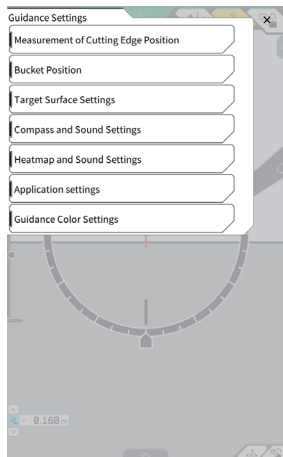 Guidance Settings
Measurement of Cutting Edge Position
Bucket Position
Target Surface Settings
Compass and Sound Settings
Heatmap and Sound Settings
Application settings
Guidance Color Settings
- 0.160 m